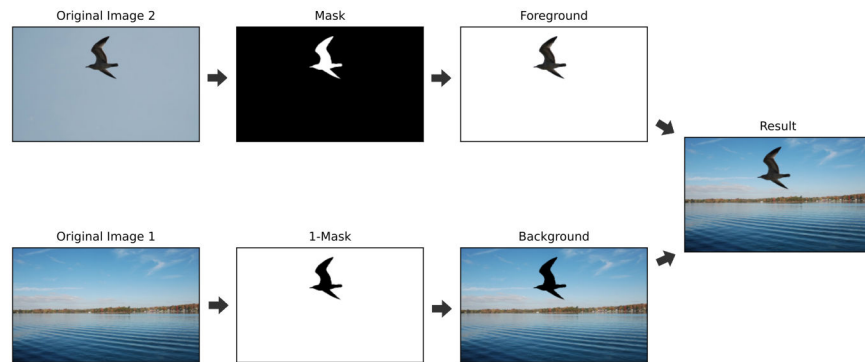 Original Image 2
Mask
Foreground
Result
Original Image 1
1-Mask
Background